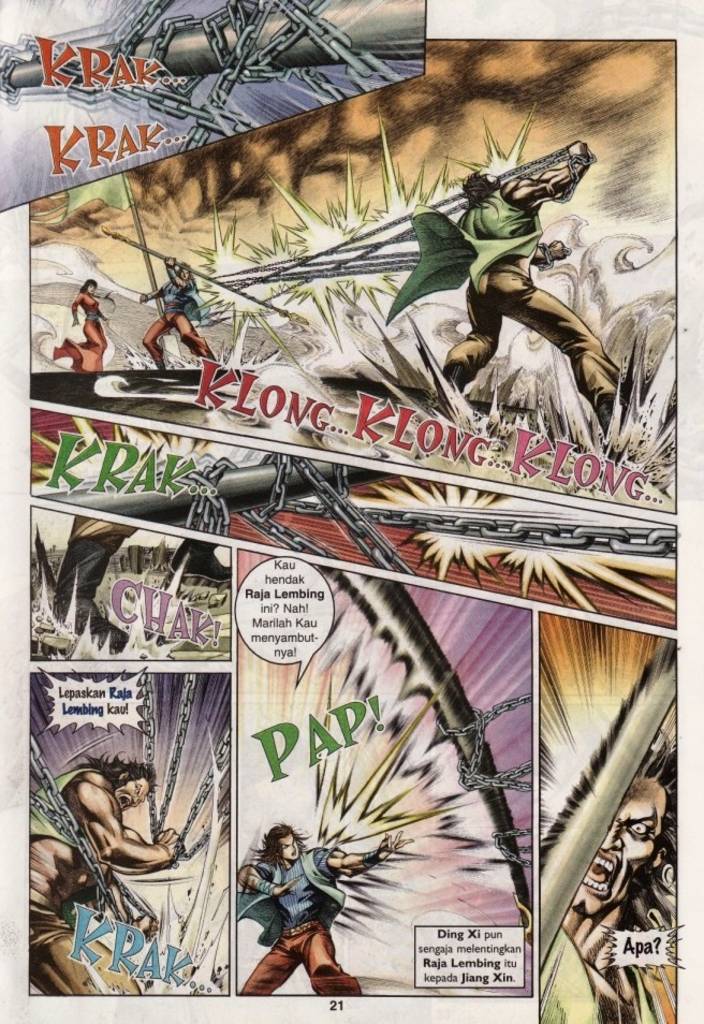 KRAK...
KRAK...
KLONG... KLONG... KLONG...
KRAK...
CHAK!
Lepaskan Raja
Lembing kau!
KRAK...
Kau
hendak
Raja Lembing
ini? Nah!
Marilah Kau
menyambut-
nya!
PAP!
Ding Xi pun
sengaja melentingkan
Raja Lembing itu
kepada Jiang Xin.
Apa?
21